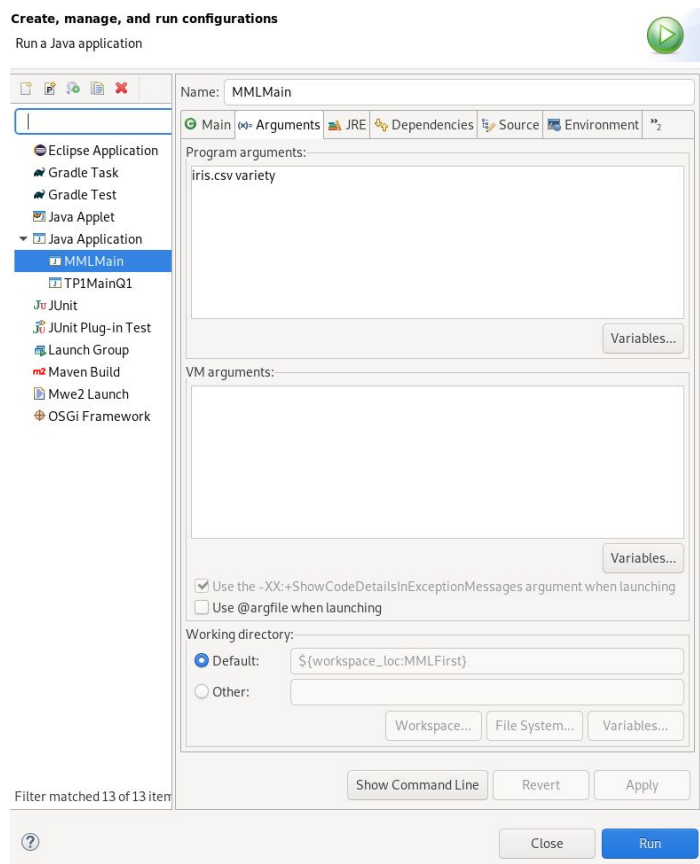 Create, manage, and run configurations
Run a Java application
Name: MMLMain
Main (x)= Arguments JRE Dependencies Source Environment »2
Eclipse Application
Gradle Task
Gradle Test
Java Applet
Java Application
MMLMain
TP1MainQ1
JUnit
JUnit Plug-in Test
Launch Group
m2 Maven Build
Mwe2 Launch
OSGi Framework
Filter matched 13 of 13 item
Program arguments:
iris.csv variety
Variables...
VM arguments:
Variables...
Use the -XX:+ShowCodeDetailsInExceptionMessages argument when launching
Use @argfile when launching
Working directory:
Default: ${workspace_loc:MMLFirst}
Other:
Workspace... File System... Variables...
Show Command Line Revert Apply
Close Run